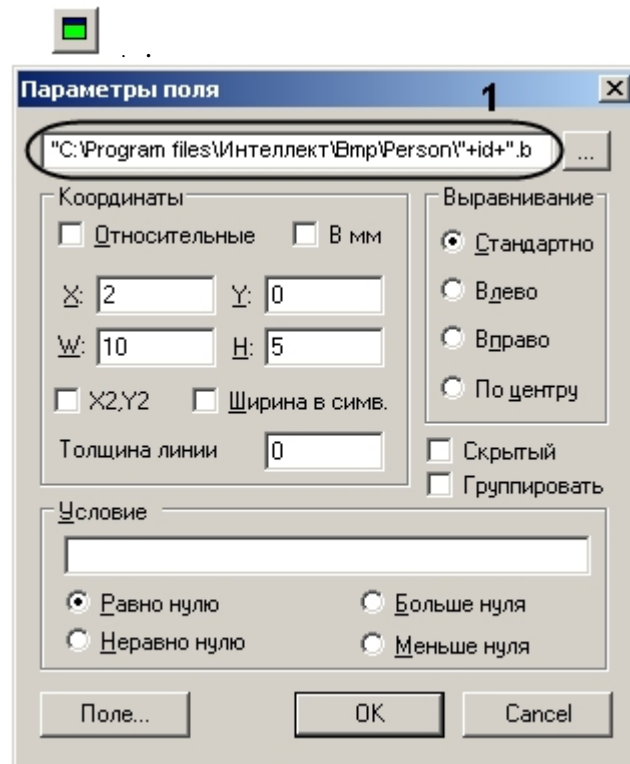 Параметры поля
1
"C:\Program files\Интеллект\Bmp\Person\"+id+".b
...
Координаты
Выравнивание
Относительные
В мм
Стандартно
X: 2
Y: 0
Влево
W: 10
H: 5
Вправо
X2,Y2
Ширина в симв.
По центру
Толщина линии 0
Скрытый
Группировать
Условие
Равно нулю
Больше нуля
Неравно нулю
Меньше нуля
Поле...
OK
Cancel